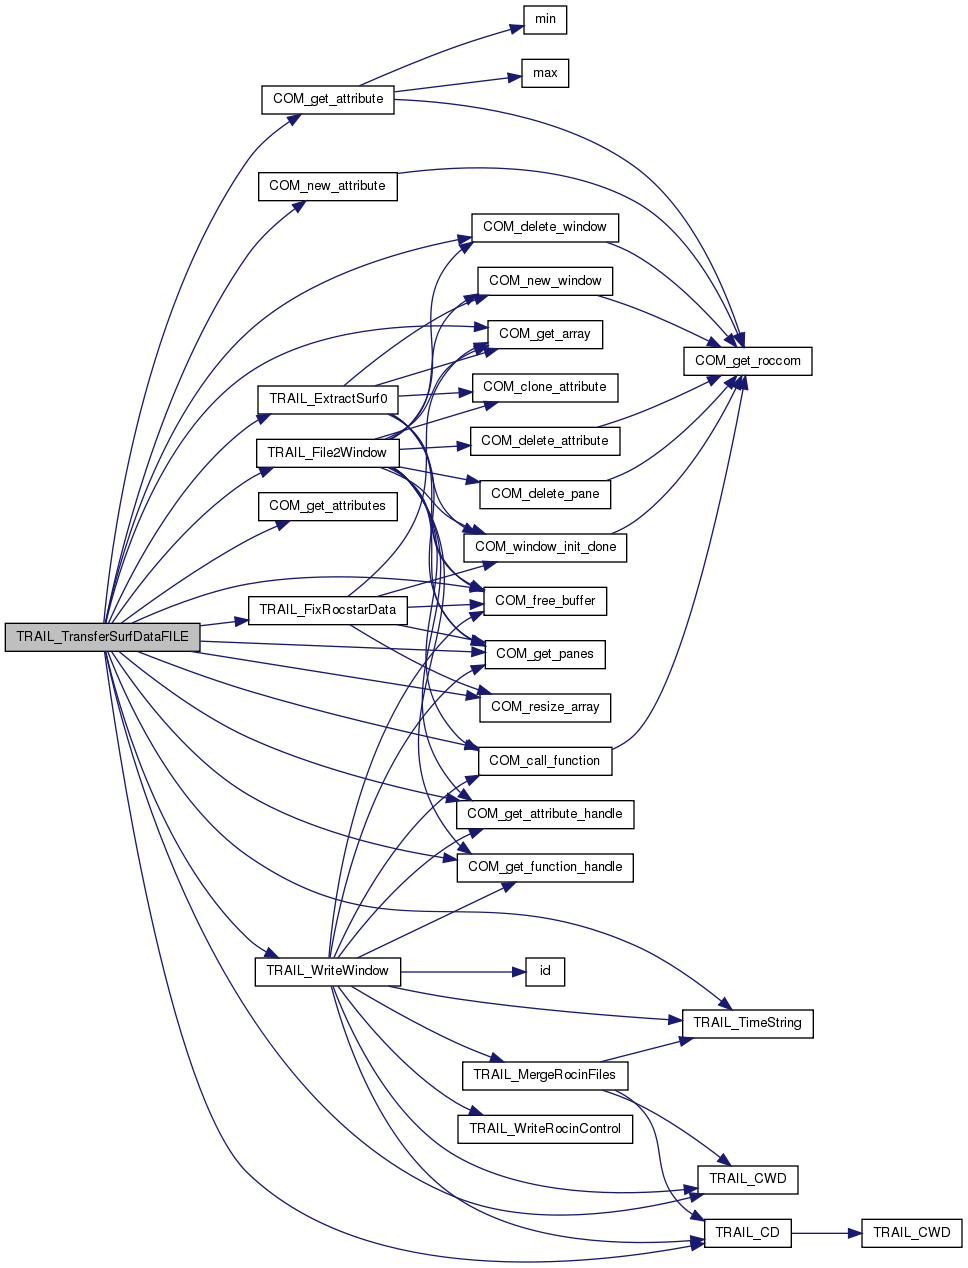 min
max
COM_get_attribute
COM_new_attribute
COM_delete_window
COM_new_window
COM_get_array
COM_get_roccom
COM_clone_attribute
TRAIL_ExtractSurf0
COM_delete_attribute
TRAIL_File2Window
COM_delete_pane
COM_get_attributes
COM_window_init_done
COM_free_buffer
TRAIL_FixRocstarData
TRAIL_TransferSurfDataFILE
COM_get_panes
COM_resize_array
COM_call_function
COM_get_attribute_handle
COM_get_function_handle
TRAIL_WriteWindow
id
TRAIL_TimeString
TRAIL_MergeRocinFiles
TRAIL_WriteRocinControl
TRAIL_CWD
TRAIL_CD
TRAIL_CWD